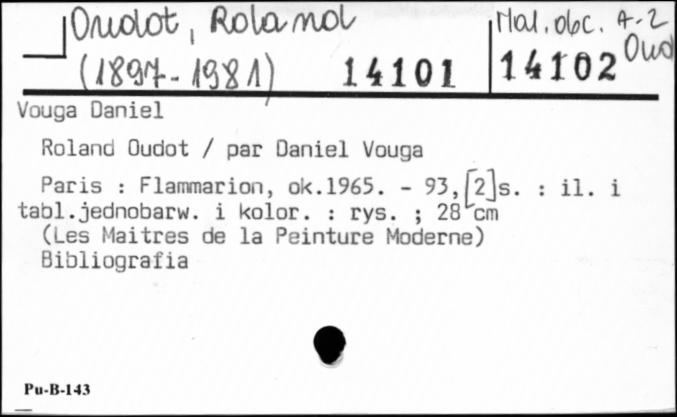 Oudot, Roland
Mal. obc. A-Z
(1897-1981) 14101 14102 Oud
Vouga Daniel
Roland Oudot / par Daniel Vouga
Paris : Flammarion, ok.1965. - 93,[2]s. : il. i
tabl.jednobarw. i kolor. : rys. ; 28 cm
(Les Maitres de la Peinture Moderne)
Bibliografia
Pu-B-143